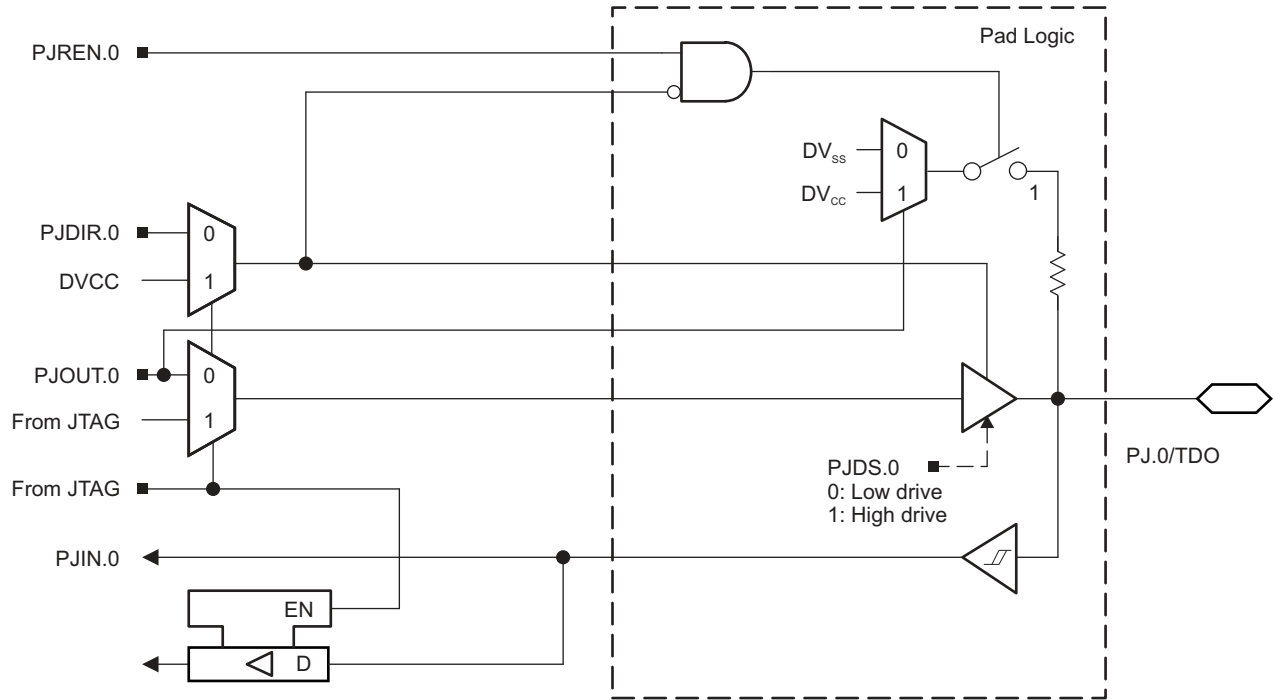 Pad Logic
PJREN.0
DVSS
0
DVCC
1
1
PJDIR.0
0
DVCC
1
PJOUT.0
0
From JTAG
1
PJ.0/TDO
PJDS.0
0: Low drive
1: High drive
From JTAG
PJIN.0
EN
D